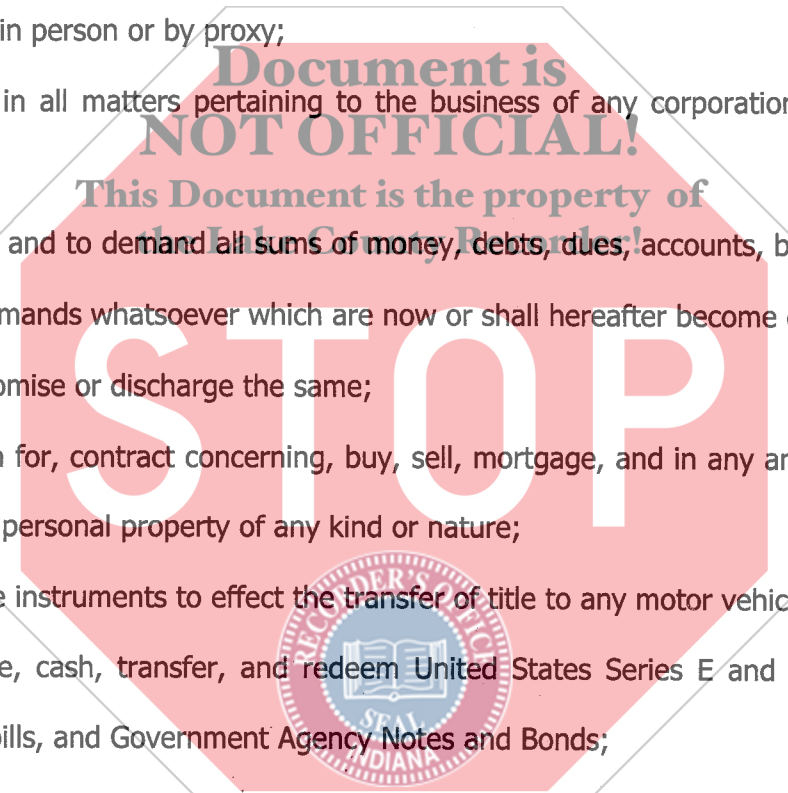 in person or by proxy;
Document is
in all matters pertaining to the business of any corporation
NOT OFFICIAL!
This Document is the property of
the Lake County Recorder!
and to demand all sums of money, debts, dues, accounts, b
mands whatsoever which are now or shall hereafter become
STOP
omise or discharge the same;
for, contract concerning, buy, sell, mortgage, and in any
personal property of any kind or nature;
e instruments to effect the transfer of title to any motor vehic
RECORDER'S OFFICE
e, cash, transfer, and redeem United States Series E and
SEAL
ills, and Government Agency Notes and Bonds;
INDIANA